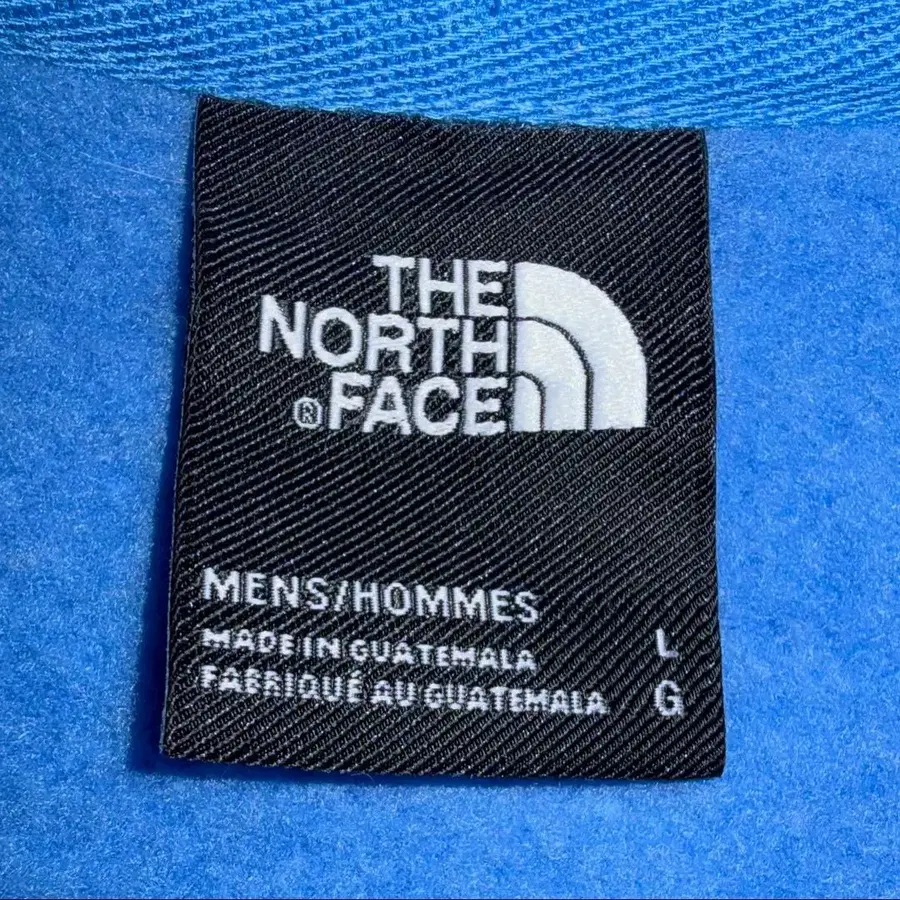 THE
NORTH
® FACE
MENS/HOMMES
MADE IN GUATEMALA L
FABRIQUÉ AU GUATEMALA G